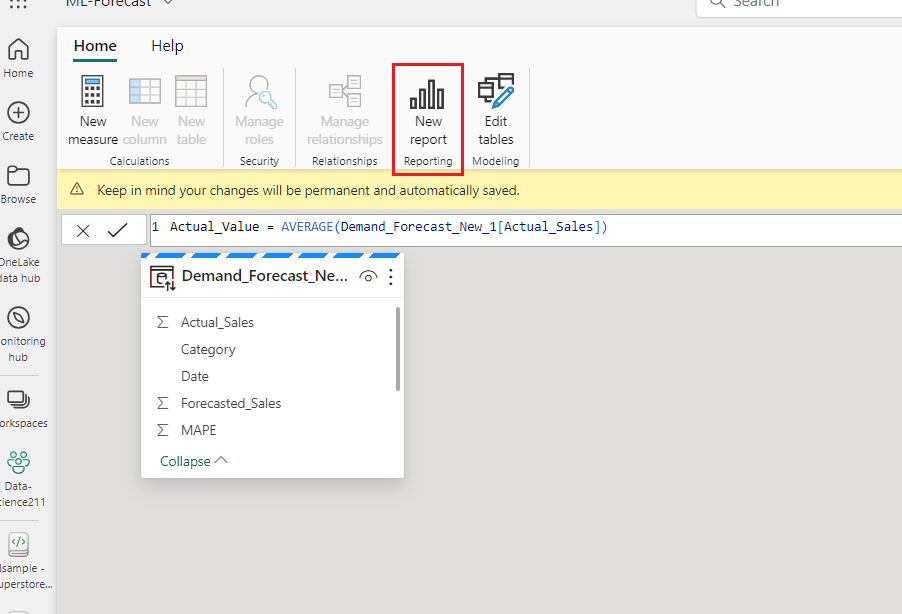 ML-Forecast
Search
Home
Help
Home
Create
Browse
OneLake
data hub
onitoring
hub
orkspaces
Data-
cience211
lsample -
uperstore...
New
measure
New
column
New
table
Calculations
Manage
roles
Security
Manage
relationships
Relationships
New
report
Reporting
Edit
tables
Modeling
Keep in mind your changes will be permanent and automatically saved.
1 Actual_Value = AVERAGE(Demand_Forecast_New_1[Actual_Sales])
Demand_Forecast_Ne...
Actual_Sales
Category
Date
Forecasted_Sales
MAPE
Collapse